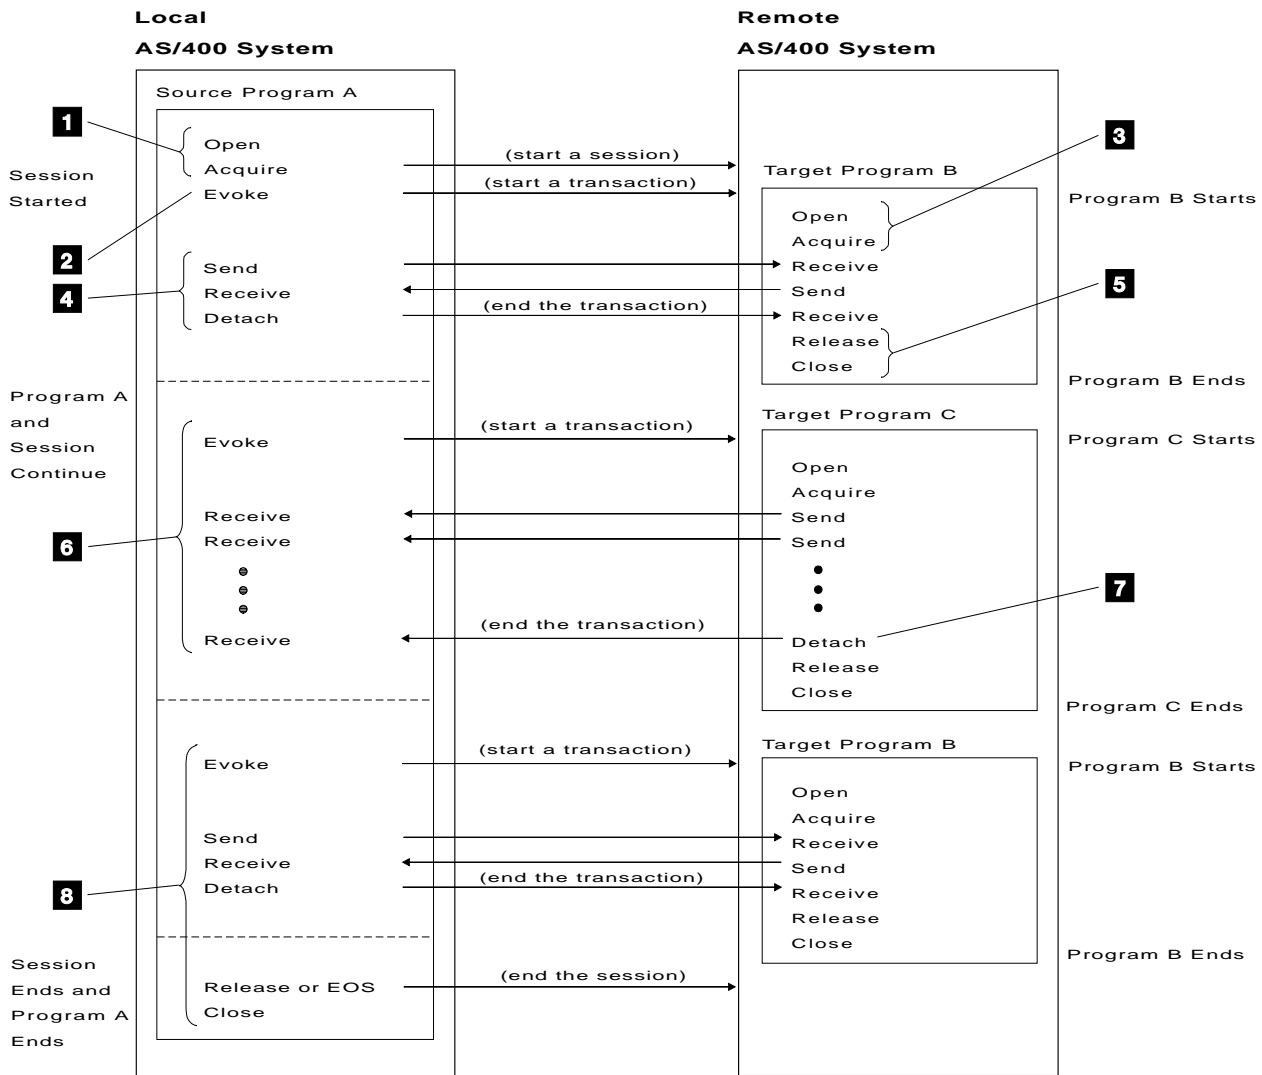 Local
AS/400 System
Remote
AS/400 System
Source Program A
1
Open
Acquire
Evoke
Session
Started
2
Send
Receive
Detach
4
(start a session)
(start a transaction)
(end the transaction)
Target Program B
Open
Acquire
Receive
Send
Receive
Release
Close
3
5
Program B Starts
Program B Ends
Program A
and
Session
Continue
Evoke
Receive
Receive
Receive
6
(start a transaction)
(end the transaction)
Target Program C
Open
Acquire
Send
Send
Detach
Release
Close
7
Program C Starts
Program C Ends
Evoke
Send
Receive
Detach
8
(start a transaction)
(end the transaction)
Target Program B
Open
Acquire
Receive
Send
Receive
Release
Close
Program B Starts
Program B Ends
Session
Ends and
Program A
Ends
Release or EOS
Close
(end the session)